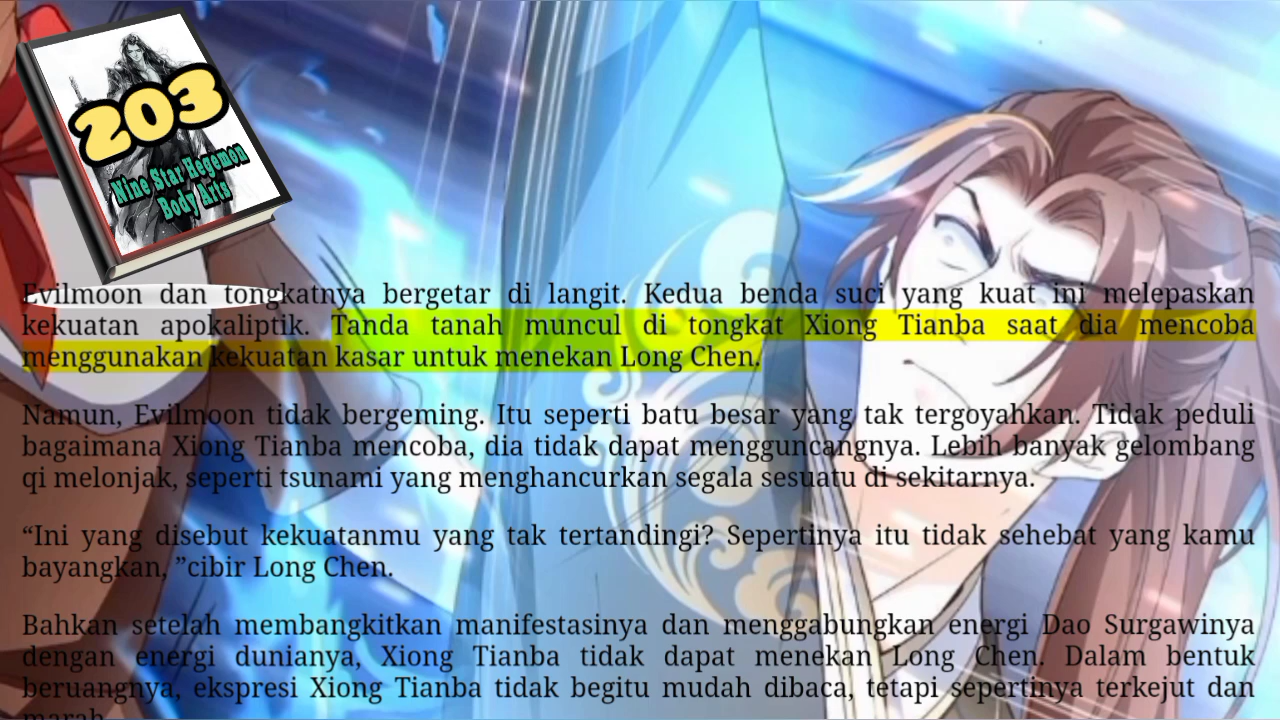 203
Nine Star Hegemon
Body Arts
Evilmoon dan tongkatnya bergetar di langit. Kedua benda suci yang kuat ini melepaskan
kekuatan apokaliptik. Tanda tanah muncul di tongkat Xiong Tianba saat dia mencoba
menggunakan kekuatan kasar untuk menekan Long Chen.
Namun, Evilmoon tidak bergeming. Itu seperti batu besar yang tak tergoyahkan. Tidak peduli
bagaimana Xiong Tianba mencoba, dia tidak dapat mengguncangnya. Lebih banyak gelombang
qi melonjak, seperti tsunami yang menghancurkan segala sesuatu di sekitarnya.
“Ini yang disebut kekuatanmu yang tak tertandingi? Sepertinya itu tidak sehebat yang kamu
bayangkan, ”cibir Long Chen.
Bahkan setelah membangkitkan manifestasinya dan menggabungkan energi Dao Surgawinya
dengan energi dunianya, Xiong Tianba tidak dapat menekan Long Chen. Dalam bentuk
beruangnya, ekspresi Xiong Tianba tidak begitu mudah dibaca, tetapi sepertinya terkejut dan
marah.